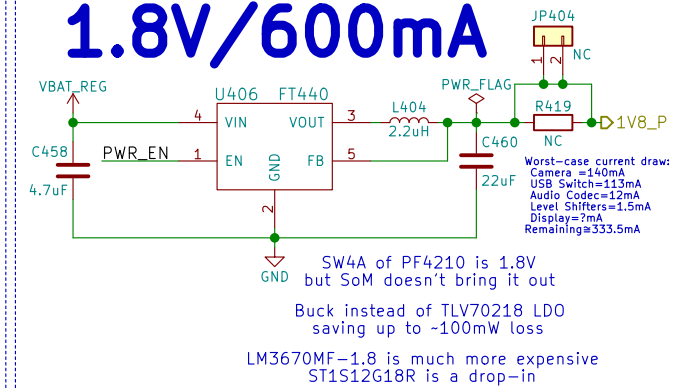 1.8V/600mA
JP404
1
2
NC
VBAT_REG
U406
FT440
PWR_FLAG
L404
2.2uH
R419
NC
1V8_P
4
VIN
VOUT
3
C458
4.7uF
PWR_EN
1
EN
FB
5
GND
2
C460
22uF
Worst-case current draw:
Camera =140mA
USB Switch=113mA
Audio Codec=12mA
Level Shifters=1.5mA
Display=?mA
Remaining≅333.5mA
GND
SW4A of PF4210 is 1.8V
but SoM doesn't bring it out
Buck instead of TLV70218 LDO
saving up to ~100mW loss
LM3670MF-1.8 is much more expensive
ST1S12G18R is a drop-in